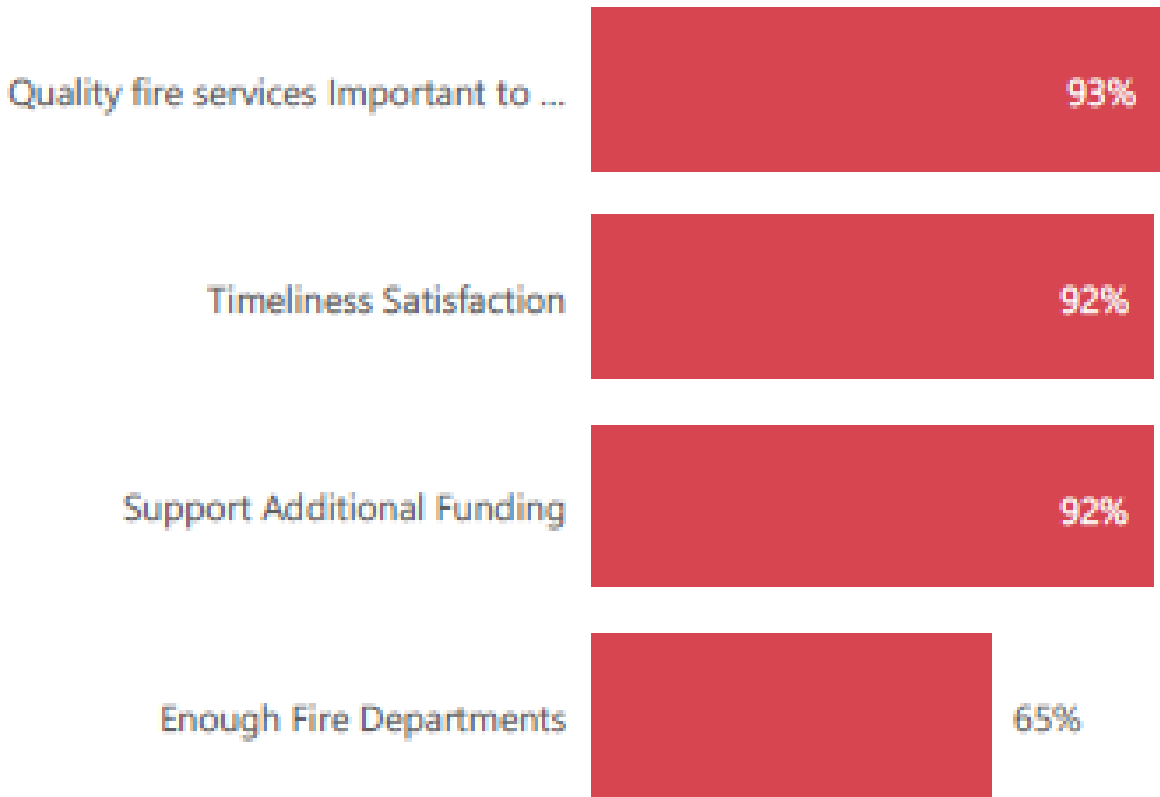 Quality fire services Important to ... 93%
Timeliness Satisfaction 92%
Support Additional Funding 92%
Enough Fire Departments 65%